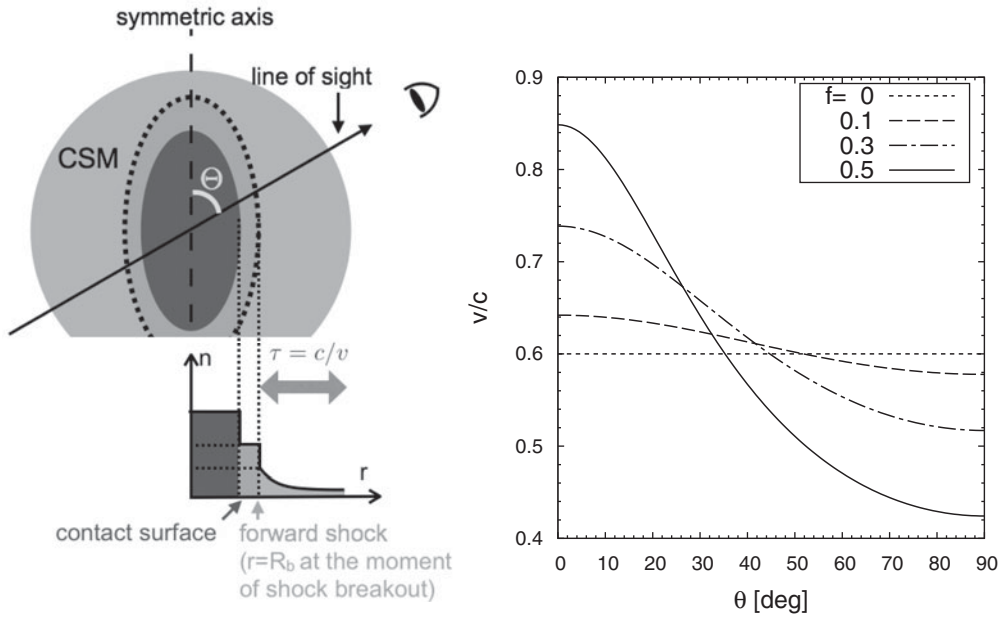 symmetric axis
line of sight
CSM
Θ
τ = c/v
n
r
contact surface
forward shock
(r=R_b at the moment
of shock breakout)
0.9
0.8
0.7
0.6
0.5
0.4
v/c
f= 0
0.1
0.3
0.5
0 10 20 30 40 50 60 70 80 90
θ [deg]